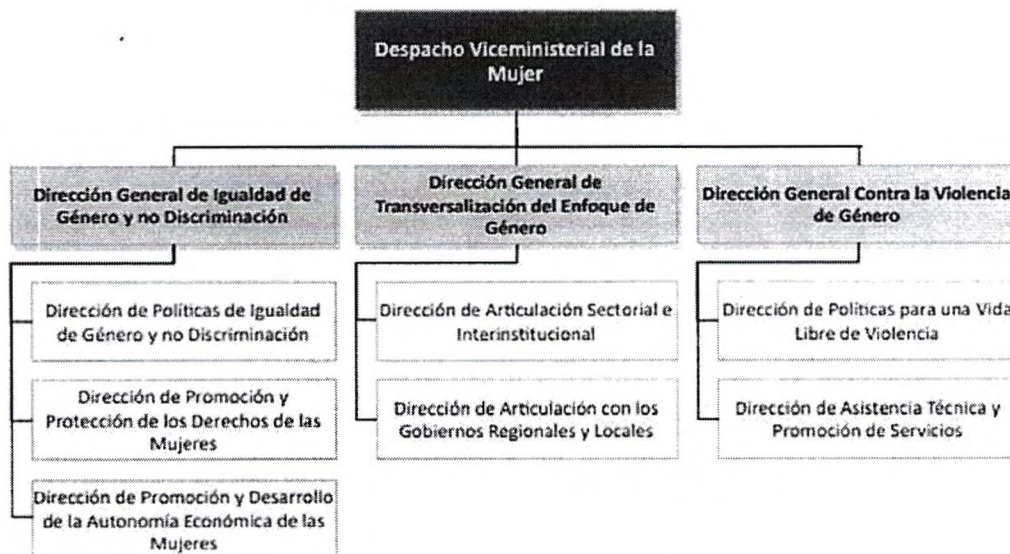 Despacho Viceministerial de la
Mujer
Dirección General de Igualdad de
Género y no Discriminación
Dirección de Políticas de Igualdad
de Género y no Discriminación
Dirección de Promoción y
Protección de los Derechos de las
Mujeres
Dirección de Promoción y Desarrollo
de la Autonomía Económica de las
Mujeres
Dirección General de
Transversalización del Enfoque de
Género
Dirección de Articulación Sectorial e
Interinstitucional
Dirección de Articulación con los
Gobiernos Regionales y Locales
Dirección General Contra la Violencia
de Género
Dirección de Políticas para una Vida
Libre de Violencia
Dirección de Asistencia Técnica y
Promoción de Servicios